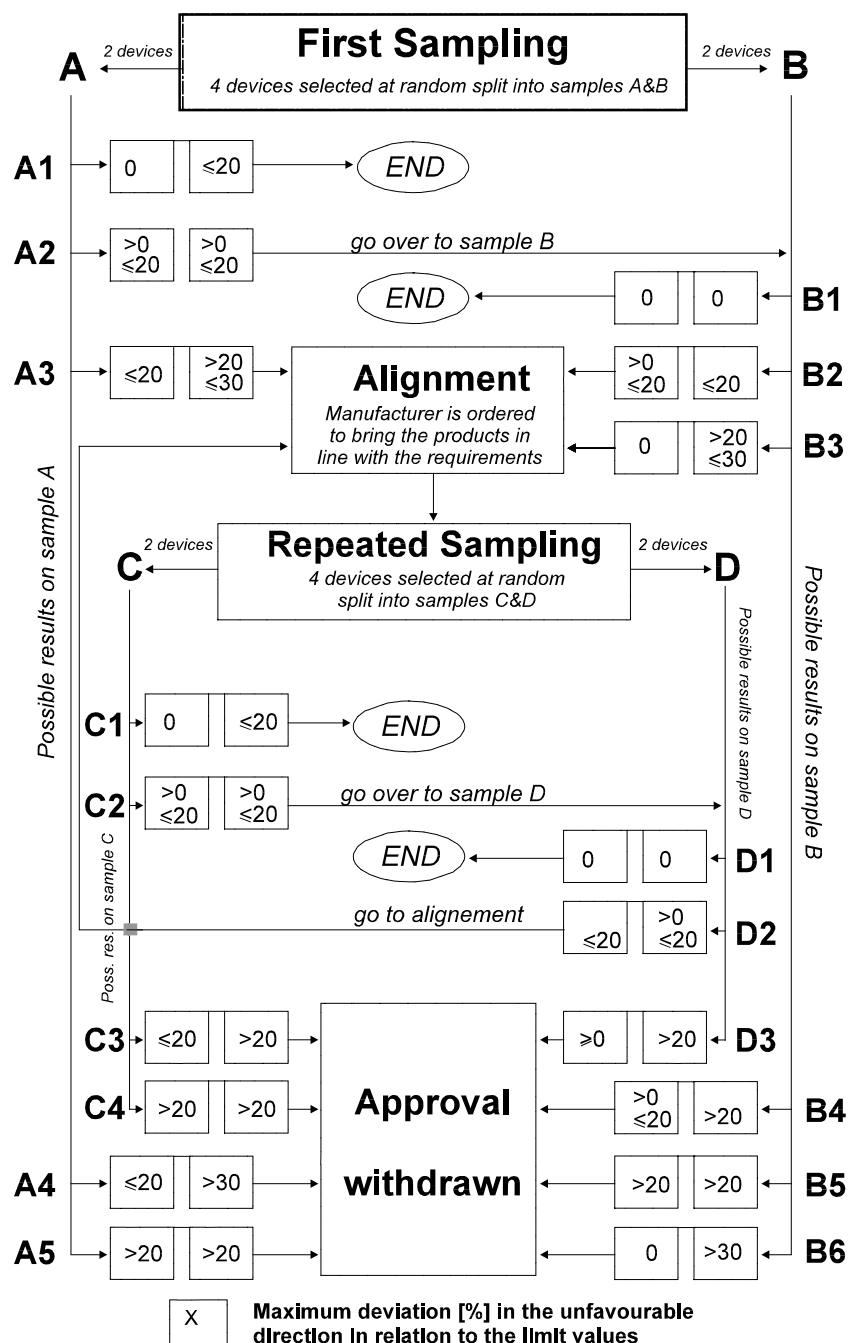 First Sampling
4 devices selected at random split into samples A&B
A
2 devices
2 devices
B
A1
0
≤20
END
A2
>0
≤20
>0
≤20
go over to sample B
END
0
0
B1
A3
≤20
>20
≤30
Alignment
Manufacturer is ordered
to bring the products in
line with the requirements
>0
≤20
≤20
B2
0
>20
≤30
B3
Possible results on sample A
Repeated Sampling
4 devices selected at random
split into samples C&D
C
2 devices
2 devices
D
Possible results on sample D
Possible results on sample B
C1
0
≤20
END
C2
>0
≤20
>0
≤20
go over to sample D
END
0
0
D1
Poss. res. on sample C
go to alignement
≤20
>0
≤20
D2
C3
≤20
>20
Approval
withdrawn
≥0
>20
D3
C4
>20
>20
>0
≤20
>20
B4
A4
≤20
>30
>20
>20
B5
A5
>20
>20
0
>30
B6
X
Maximum deviation [%] in the unfavourable
direction in relation to the limit values